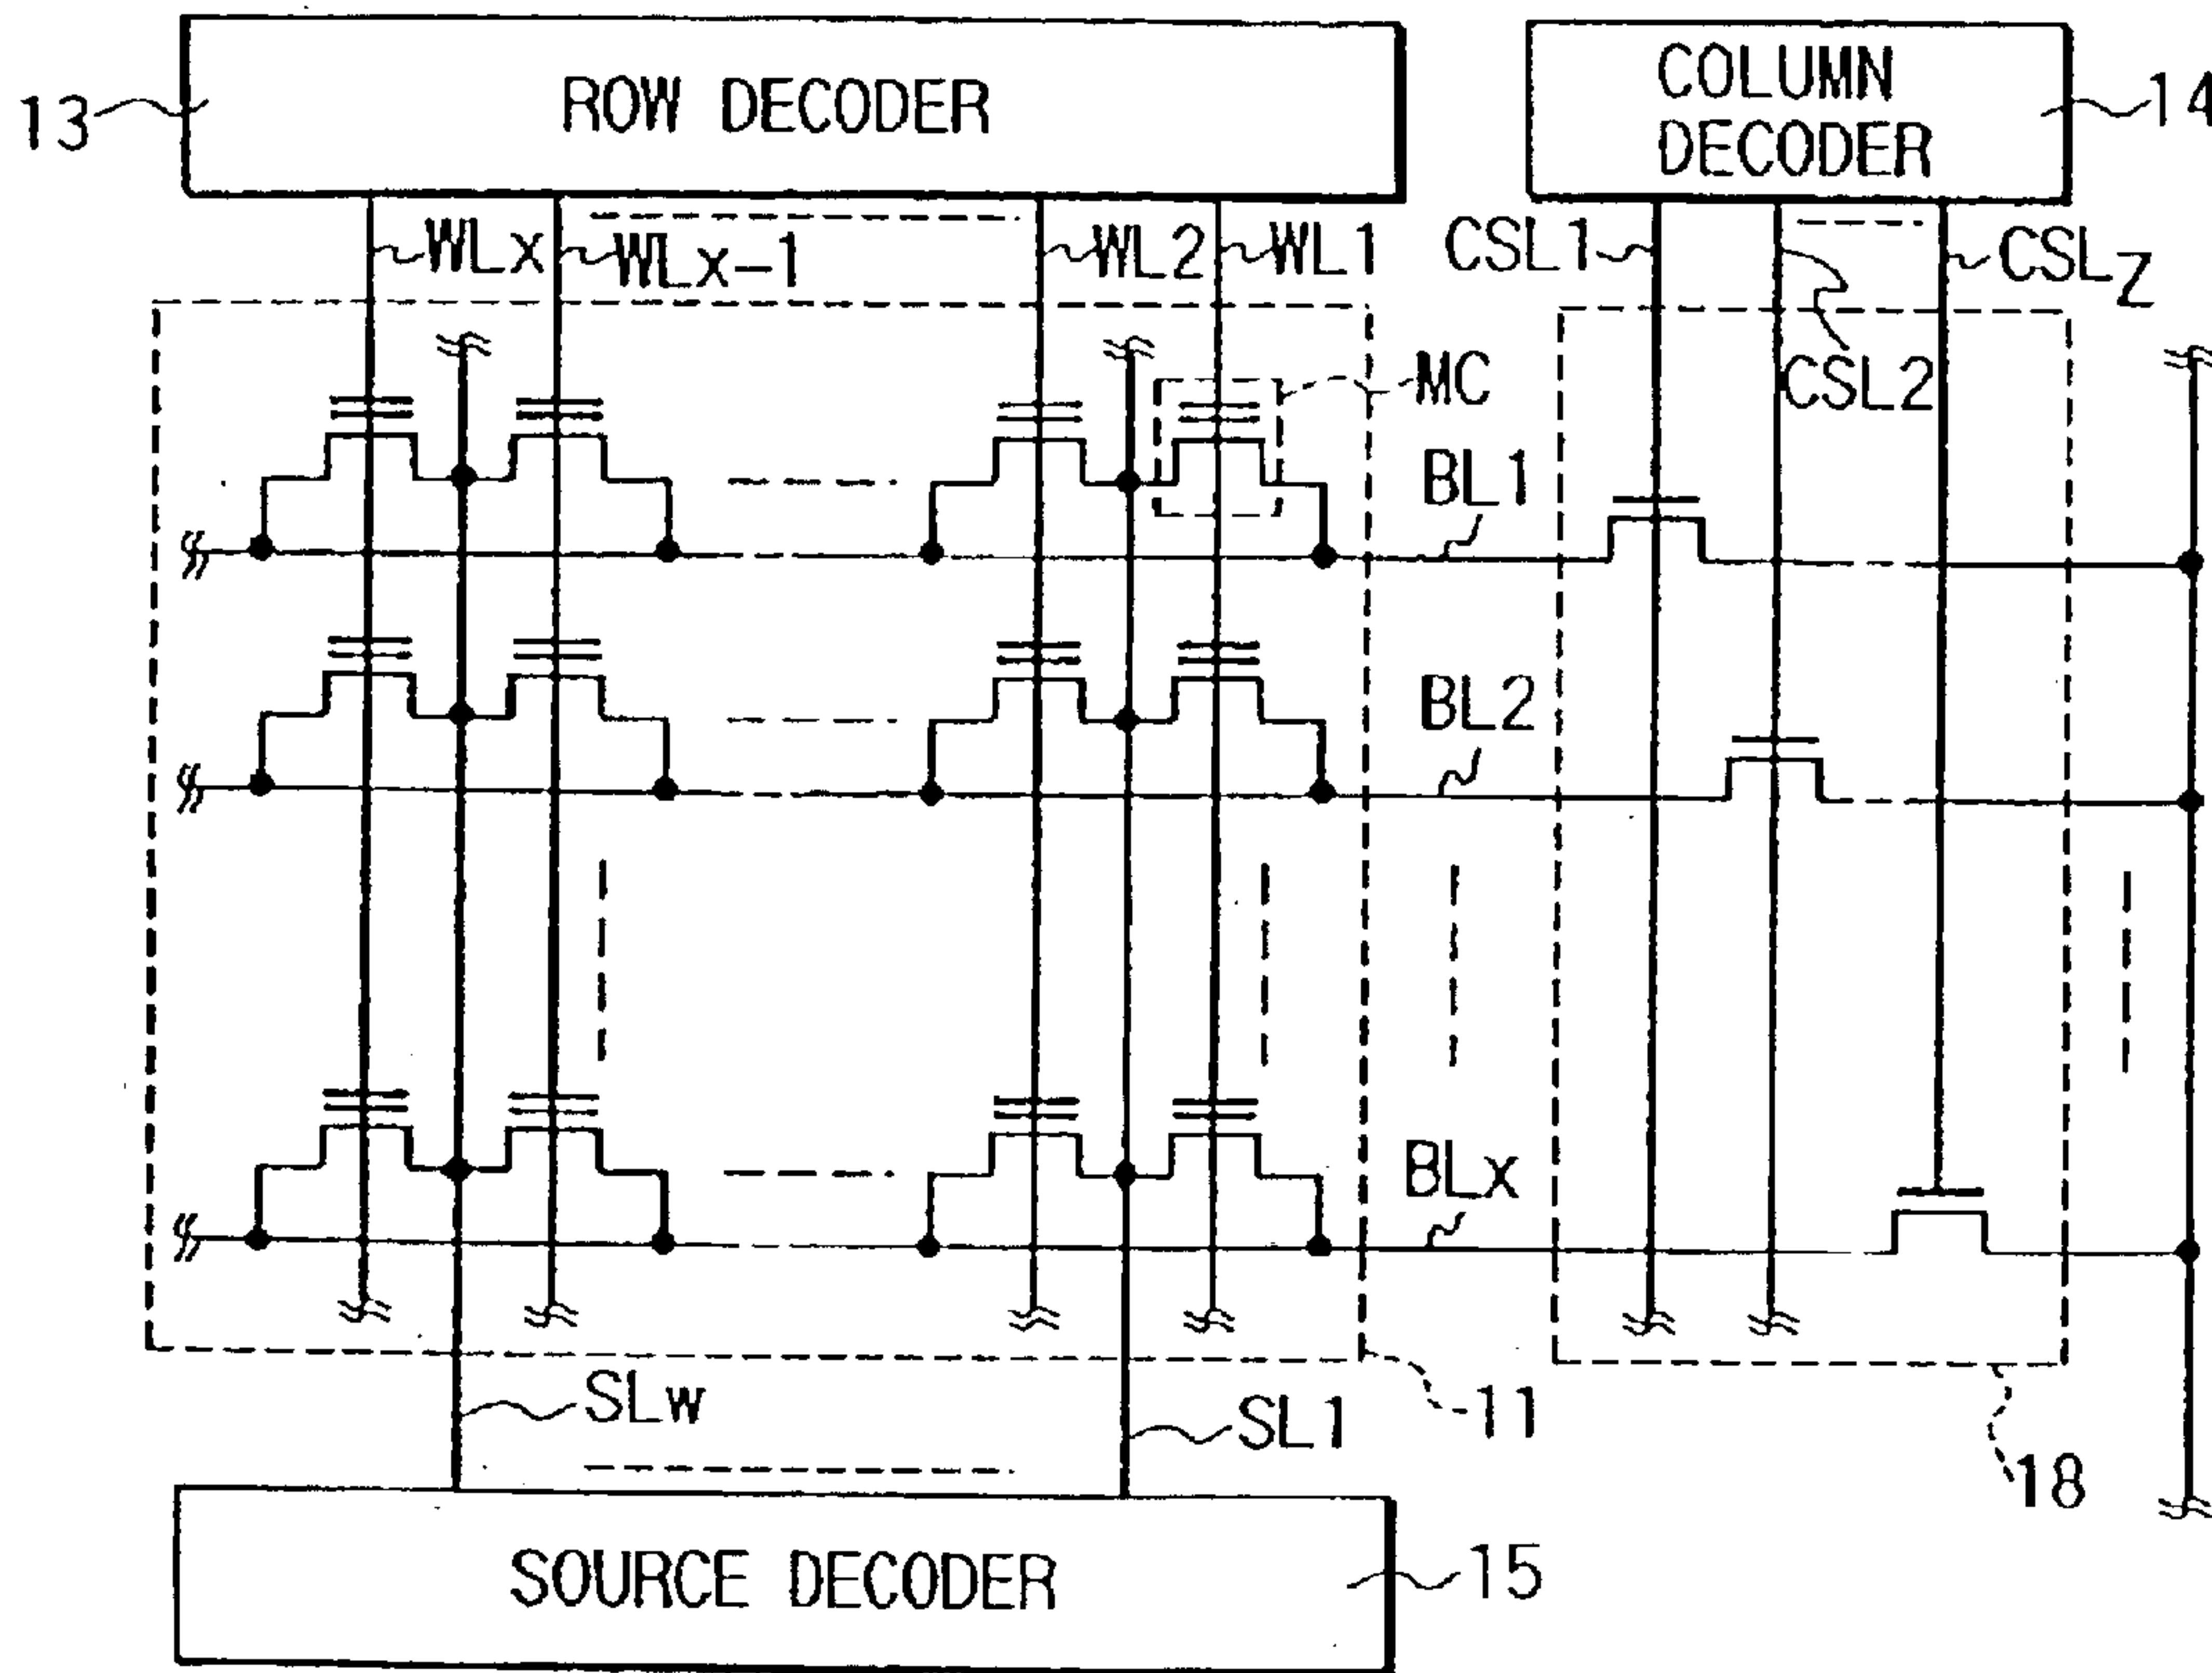 13
ROW DECODER
COLUMN
DECODER
14
WLx
WLx-1
WL2
WL1
CSL1
CSLZ
CSL2
MC
BL1
BL2
BLx
SLw
SL1
11
18
SOURCE DECODER
15